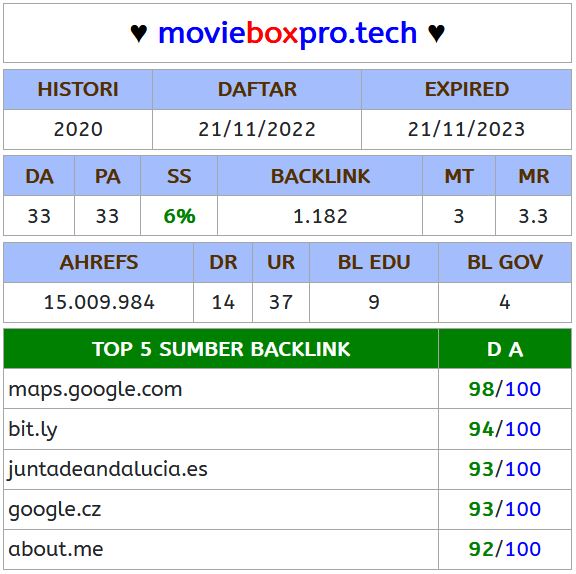 ♥ movieboxpro.tech ♥
HISTORI DAFTAR EXPIRED
2020 21/11/2022 21/11/2023
DA PA SS BACKLINK MT MR
33 33 6% 1.182 3 3.3
AHREFS DR UR BL EDU BL GOV
15.009.984 14 37 9 4
TOP 5 SUMBER BACKLINK D A
maps.google.com 98/100
bit.ly 94/100
juntadeandalucia.es 93/100
google.cz 93/100
about.me 92/100